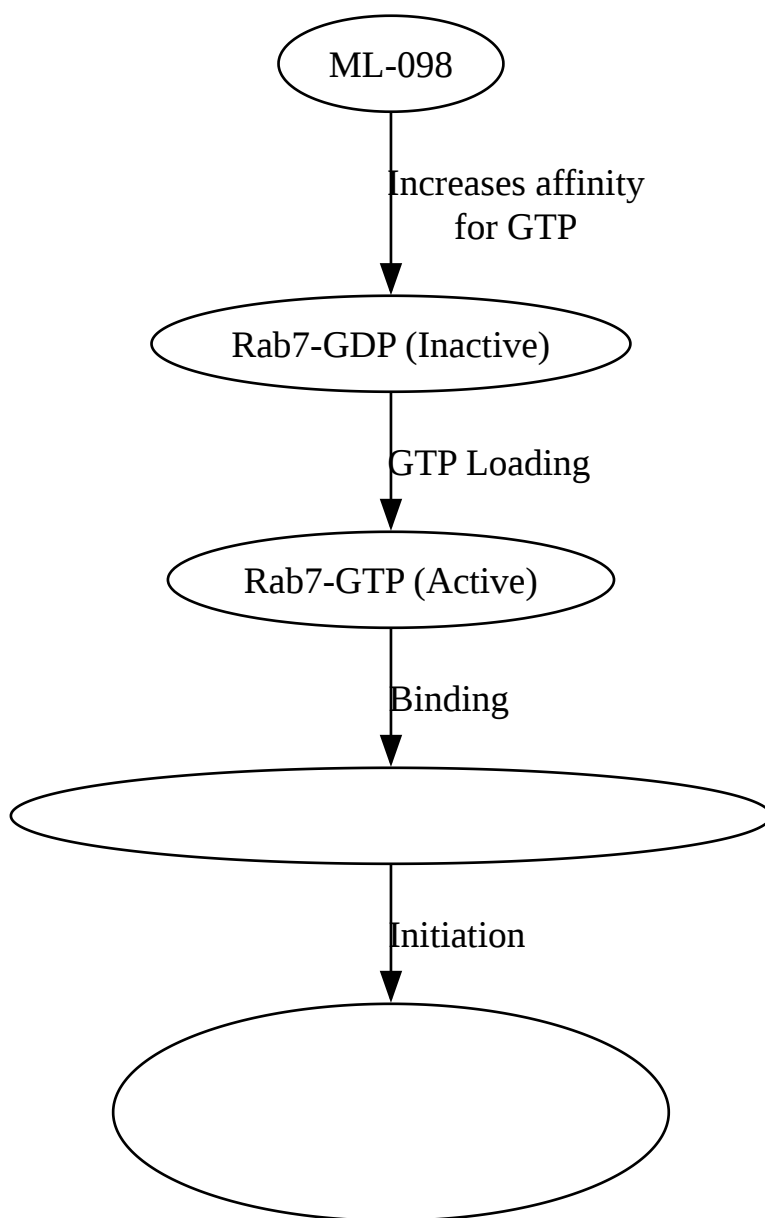 ML-098
Increases affinity
for GTP
Rab7-GDP (Inactive)
GTP Loading
Rab7-GTP (Active)
Binding
Initiation